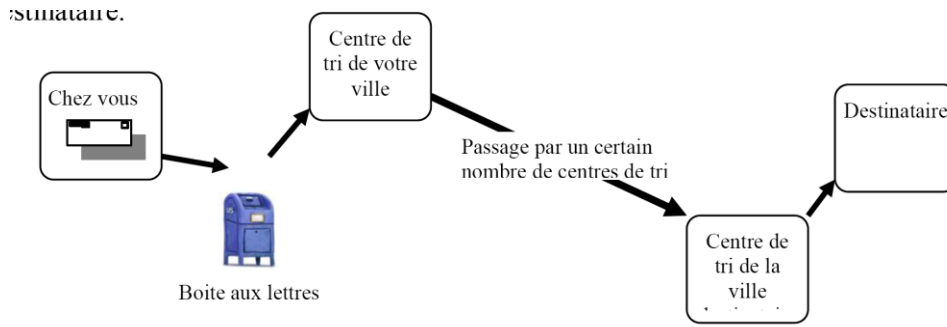 Centre de
tri de votre
ville
Chez vous
Destinataire
Passage par un certain
nombre de centres de tri
Boite aux lettres
Centre de
tri de la
ville